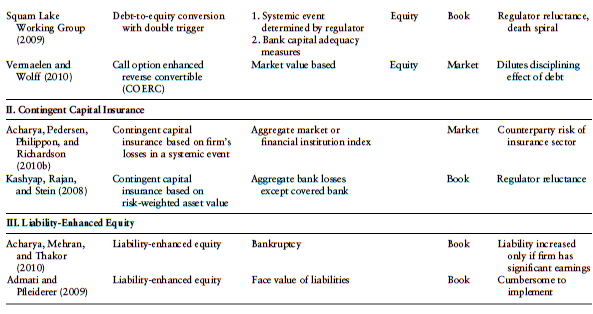 Squam Lake Debt-to-equity conversion 1. Systemic event Equity Book Regulator reluctance,
Working Group with double trigger determined by regulator death spiral
(2009) 2. Bank capital adequacy
measures
Vermaelen and Call option enhanced Market value based Equity Market Dilutes disciplining
Wolff (2010) reverse convertible effect of debt
(COERC)
II. Contingent Capital Insurance
Acharya, Pedersen, Contingent capital Aggregate market or Market Counterparty risk of
Philippon, and insurance based on firm's financial institution index insurance sector
Richardson losses in a systemic event
(2010b)
Kashyap, Rajan, Contingent capital Aggregate bank losses Book Regulator reluctance
and Stein (2008) insurance based on except covered bank
risk-weighted asset value
III. Liability-Enhanced Equity
Acharya, Mehran, Liability-enhanced equity Bankruptcy Book Liability increased
and Thakor only if firm has
(2010) significant earnings
Admati and Liability-enhanced equity Face value of liabilities Book Cumbersome to
Pfleiderer (2009) implement